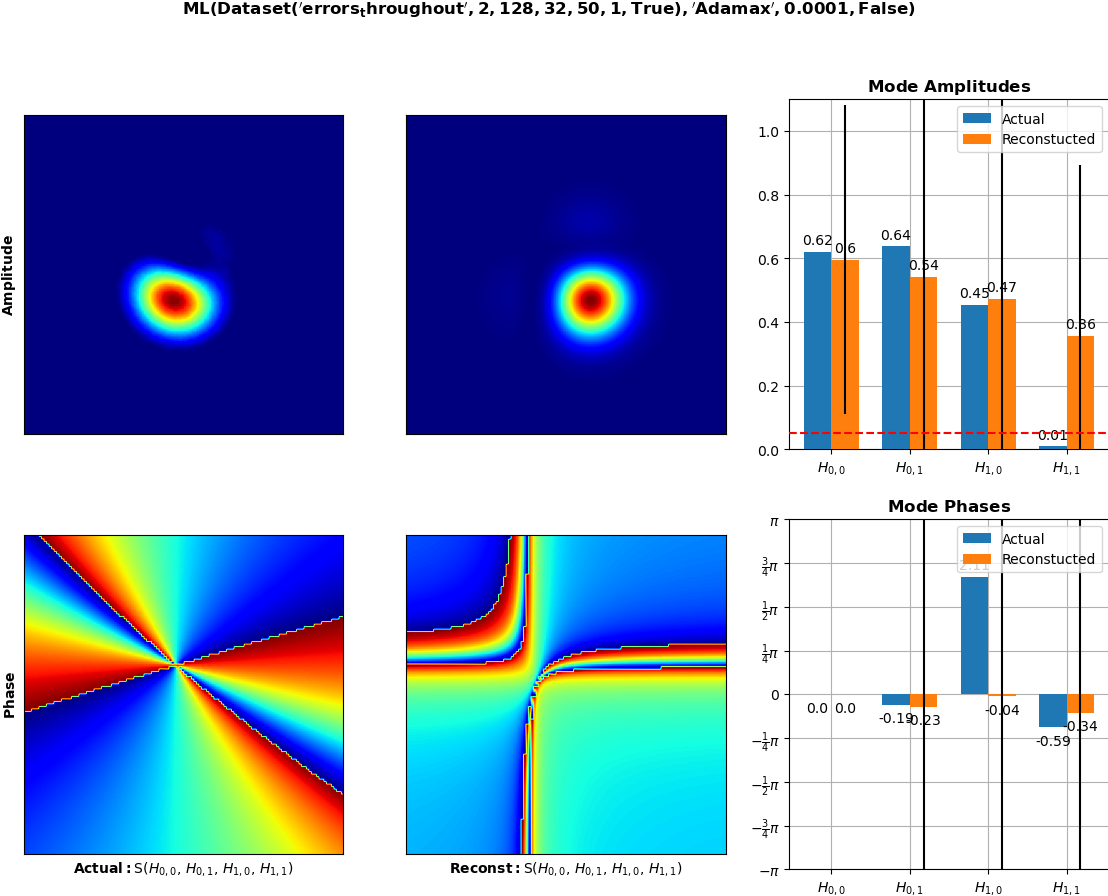 ML(Dataset('errors_throughout', 2, 128, 32, 50, 1, True), 'Adamax', 0.0001, False)
Amplitude
Mode Amplitudes
Actual
Reconstucted
1.0
0.8
0.6
0.4
0.2
0.0
0.62
0.6
0.64
0.54
0.45
0.47
0.01
0.36
H0,0
H0,1
H1,0
H1,1
Phase
Actual: S(H0,0, H0,1, H1,0, H1,1)
Reconst: S(H0,0, H0,1, H1,0, H1,1)
Mode Phases
Actual
Reconstucted
π
3/4π
1/2π
1/4π
0
−1/4π
−1/2π
−3/4π
−π
0.0
0.0
-0.19
-0.23
2.11
-0.04
-0.59
-0.34
H0,0
H0,1
H1,0
H1,1